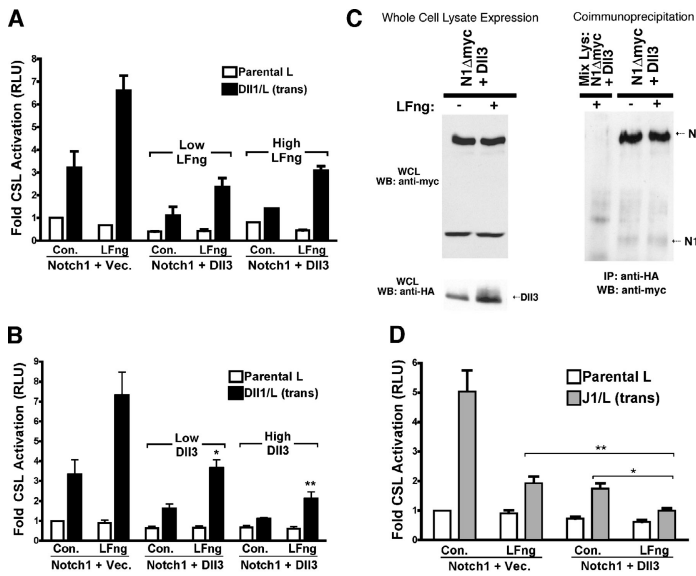 A
Fold CSL Activation (RLU)
8
7
6
5
4
3
2
1
0
Parental L
Dll1/L (trans)
Low
LFng
High
LFng
Con. LFng Con. LFng Con. LFng
Notch1 + Vec. Notch1 + Dll3 Notch1 + Dll3
B
Fold CSL Activation (RLU)
9
8
7
5
4
2
1
0
Parental L
Dll1/L (trans)
Low
Dll3
High
Dll3
*
**
Con. LFng Con. LFng Con. LFng
Notch1 + Vec. Notch1 + Dll3 Notch1 + Dll3
C
Whole Cell Lysate Expression
N1Δmyc
+ Dll3
LFng: - +
WCL
WB: anti-myc
WCL
WB: anti-HA
←Dll3
Coimmunoprecipitation
Mix Lys:
N1Δmyc
+ Dll3
N1Δmyc
+ Dll3
+ - +
← N
← N1
IP: anti-HA
WB: anti-myc
D
Fold CSL Activation (RLU)
6
5
4
3
2
1
0
Parental L
J1/L (trans)
**
*
Con. LFng Con. LFng
Notch1 + Vec. Notch1 + Dll3